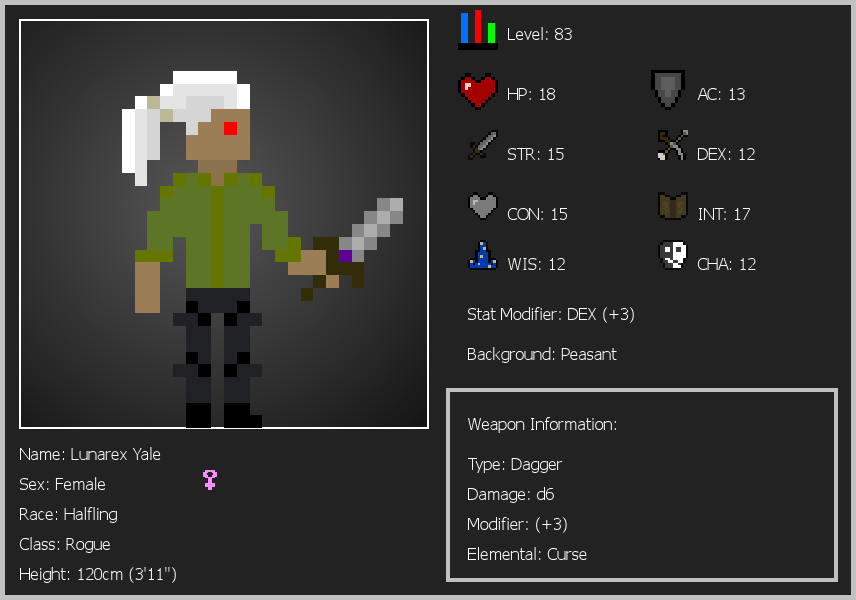 Level: 83
HP: 18
AC: 13
STR: 15
DEX: 12
CON: 15
INT: 17
WIS: 12
CHA: 12
Stat Modifier: DEX (+3)
Background: Peasant
Weapon Information:
Type: Dagger
Damage: d6
Modifier: (+3)
Elemental: Curse
Name: Lunarex Yale
Sex: Female
Race: Halfling
Class: Rogue
Height: 120cm (3'11")